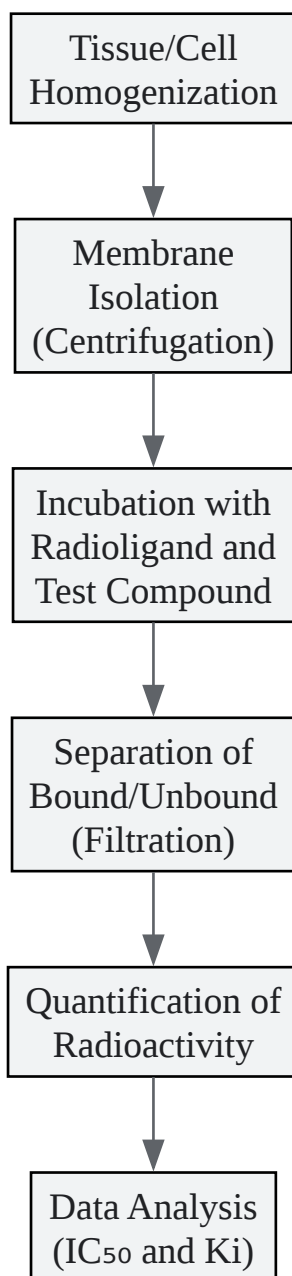 Tissue/Cell
Homogenization
Membrane
Isolation
(Centrifugation)
Incubation with
Radioligand and
Test Compound
Separation of
Bound/Unbound
(Filtration)
Quantification of
Radioactivity
Data Analysis
(IC₅₀ and Ki)